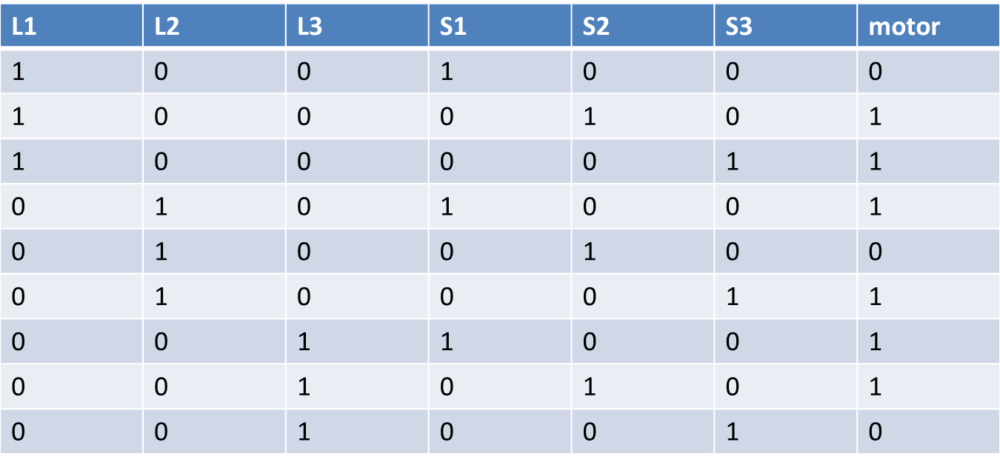 L1 L2 L3 S1 S2 S3 motor
1 0 0 1 0 0 0
1 0 0 0 1 0 1
1 0 0 0 0 1 1
0 1 0 1 0 0 1
0 1 0 0 1 0 0
0 1 0 0 0 1 1
0 0 1 1 0 0 1
0 0 1 0 1 0 1
0 0 1 0 0 1 0